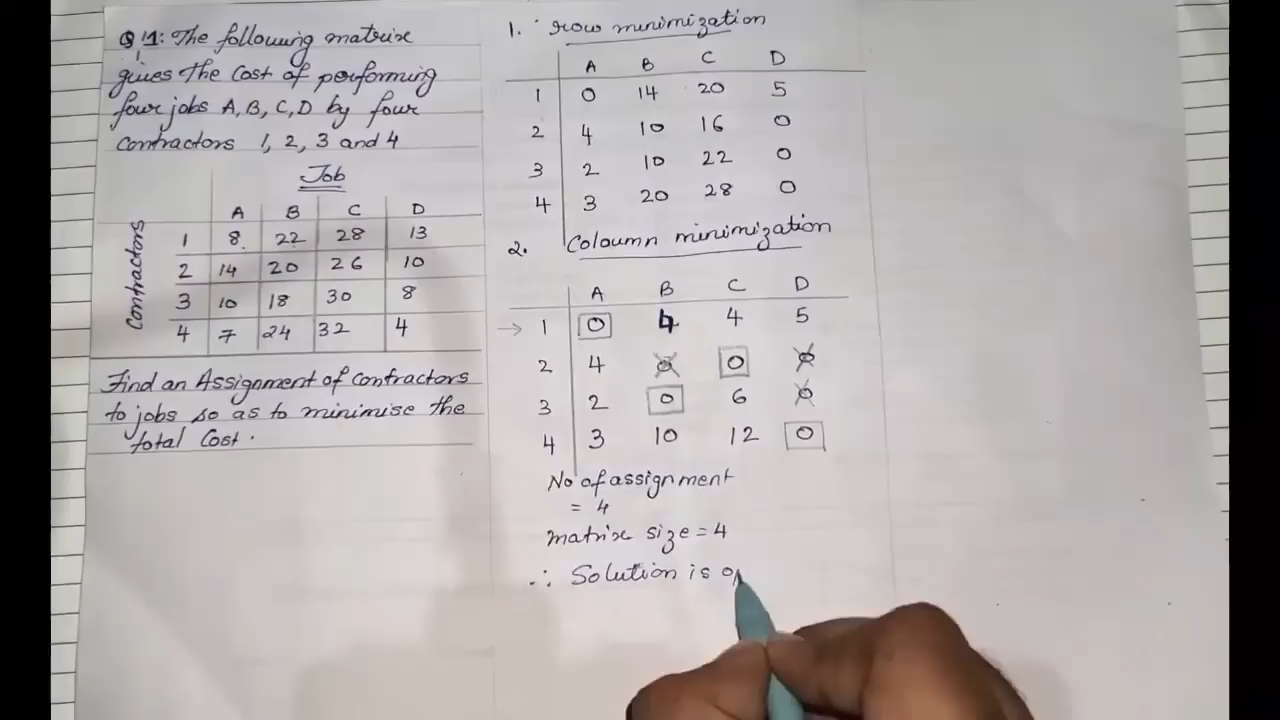 Q 1: The following matrix
gives the cost of performing
four jobs A, B, C, D by four
contractors 1, 2, 3 and 4
Job
A B C D
Contractors
1 8 22 28 13
2 14 20 26 10
3 10 18 30 8
4 7 24 32 4
Find an Assignment of contractors
to jobs so as to minimise the
total cost.
1. row minimization
A B C D
1 0 14 20 5
2 4 10 16 0
3 2 10 22 0
4 3 20 28 0
2. Coloumn minimization
A B C D
→ 1 0 4 4 5
2 4 0 0 0
3 2 0 6 0
4 3 10 12 0
No of assignment
= 4
matrix size = 4
∴ Solution is o